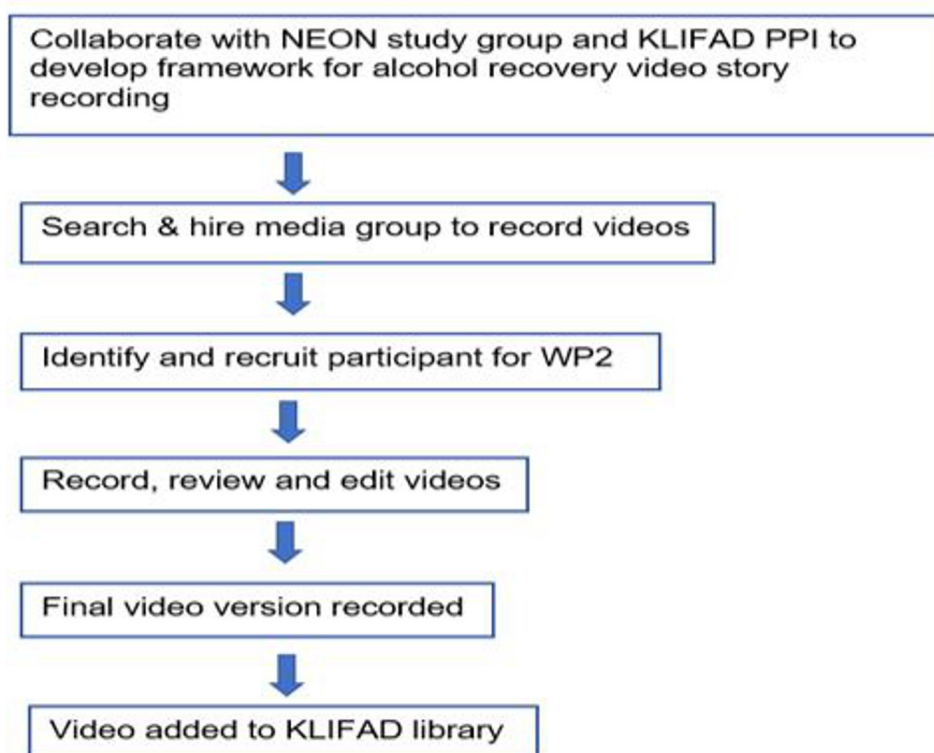 Collaborate with NEON study group and KLIFAD PPI to
develop framework for alcohol recovery video story
recording
Search & hire media group to record videos
Identify and recruit participant for WP2
Record, review and edit videos
Final video version recorded
Video added to KLIFAD library